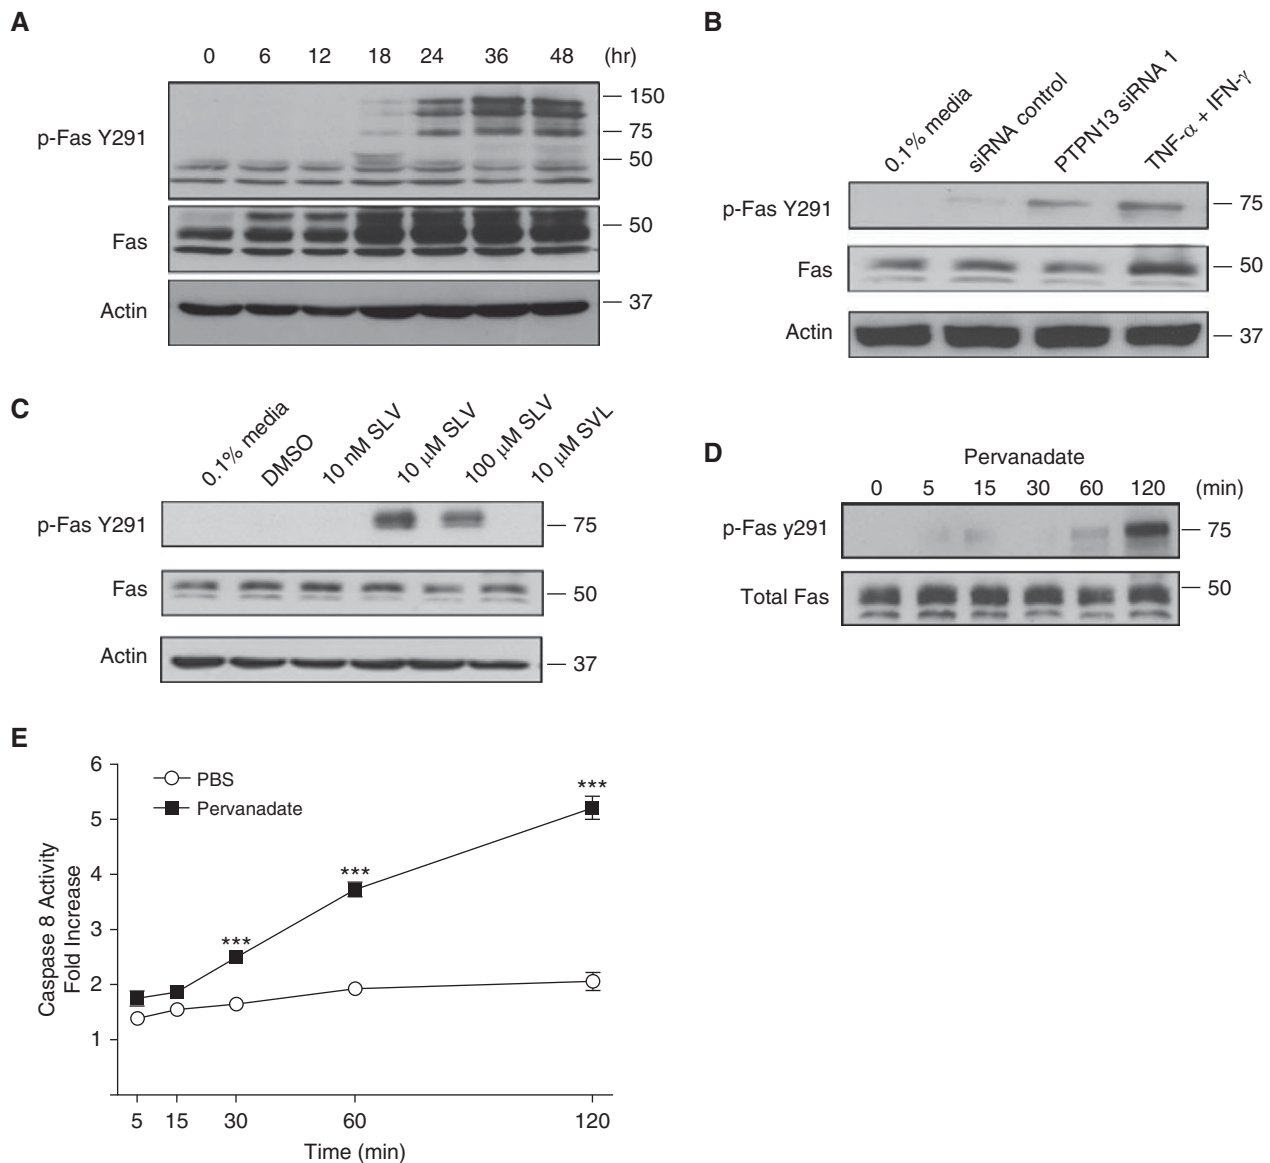 A
0 6 12 18 24 36 48 (hr)
p-Fas Y291
150
75
50
Fas
50
Actin
37
B
0.1% media
siRNA control
PTPN13 siRNA 1
TNF-α + IFN-γ
p-Fas Y291
75
Fas
50
Actin
37
C
0.1% media
DMSO
10 nM SLV
10 μM SLV
100 μM SLV
10 μM SVL
p-Fas Y291
75
Fas
50
Actin
37
D
Pervanadate
0 5 15 30 60 120 (min)
p-Fas y291
75
Total Fas
50
E
6
5
4
3
2
1
Caspase 8 Activity
Fold Increase
PBS
Pervanadate
***
***
***
5 15 30 60 120
Time (min)